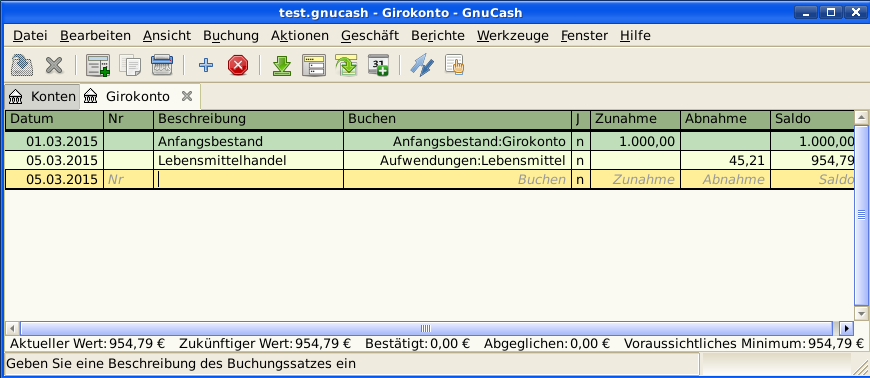 test.gnucash - Girokonto - GnuCash
Datei Bearbeiten Ansicht Buchung Aktionen Geschäft Berichte Werkzeuge Fenster Hilfe
31
Konten Girokonto
Datum Nr Beschreibung Buchen J Zunahme Abnahme Saldo
01.03.2015 Anfangsbestand Anfangsbestand:Girokonto n 1.000,00 1.000,00
05.03.2015 Lebensmittelhandel Aufwendungen:Lebensmittel n 45,21 954,79
05.03.2015 Nr Buchen n Zunahme Abnahme Saldo
Aktueller Wert: 954,79 € Zukünftiger Wert: 954,79 € Bestätigt: 0,00 € Abgeglichen: 0,00 € Voraussichtliches Minimum: 954,79 €
Geben Sie eine Beschreibung des Buchungssatzes ein